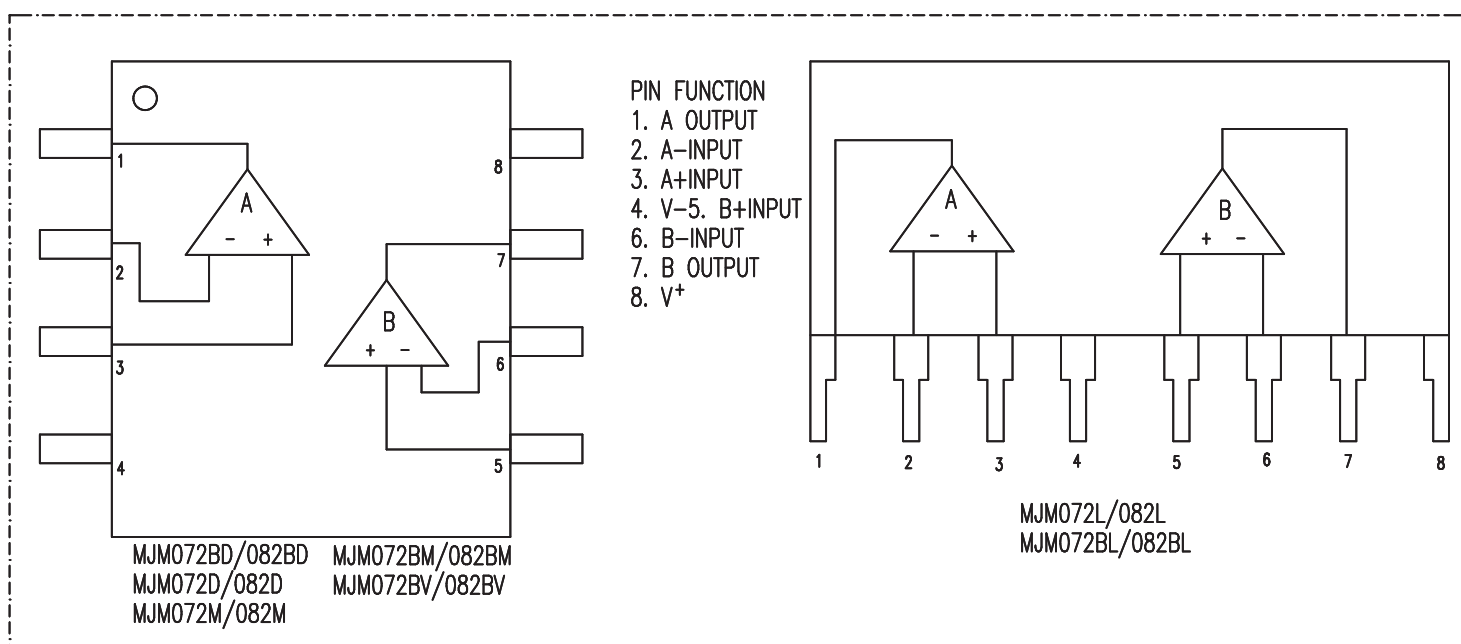 1
2
3
4
8
7
6
5
A
- +
B
+ -
MJM072BD/082BD MJM072BM/082BM
MJM072D/082D MJM072BV/082BV
MJM072M/082M
PIN FUNCTION
1. A OUTPUT
2. A-INPUT
3. A+INPUT
4. V-5. B+INPUT
6. B-INPUT
7. B OUTPUT
8. V⁺
A
- +
B
+ -
1 2 3 4 5 6 7 8
MJM072L/082L
MJM072BL/082BL